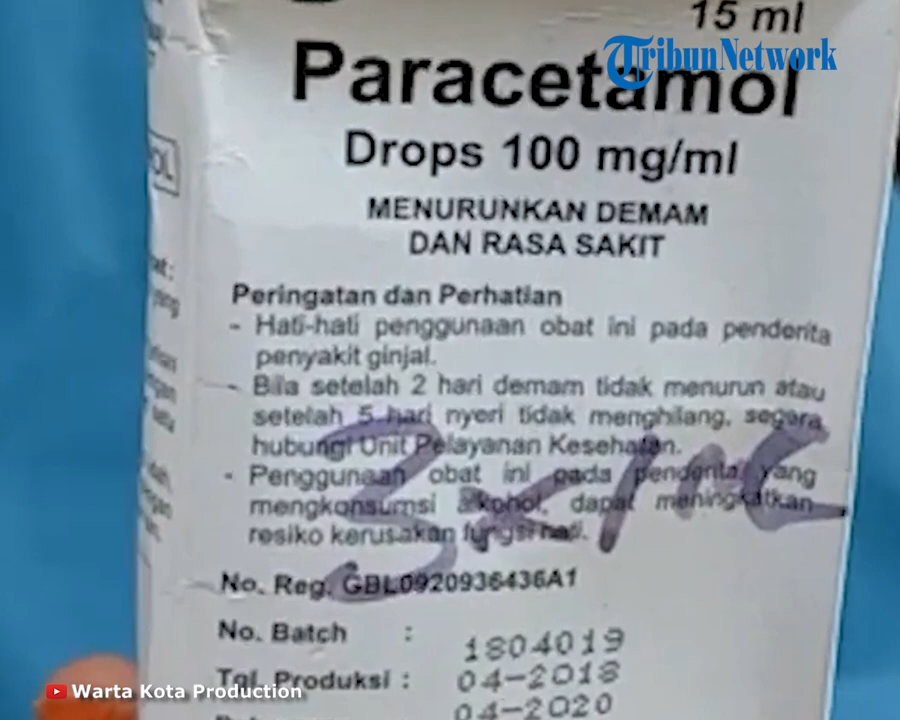 15 ml
TribunNetwork
Paracetamol
Drops 100 mg/ml
MENURUNKAN DEMAM
DAN RASA SAKIT
Peringatan dan Perhatian
- Hati-hati penggunaan obat ini pada penderita
penyakit ginjal.
- Bila setelah 2 hari demam tidak menurun atau
setelah 5 hari nyeri tidak menghilang, segera
hubungi Unit Pelayanan Kesehatan.
- Penggunaan obat ini pada penderita yang
mengkonsumsi alkohol, dapat meningkatkan
resiko kerusakan fungsi hati.
No. Reg. GBL0920936436A1
No. Batch : 1804019
Tgl. Produksi : 04-2018
04-2020
Warta Kota Production